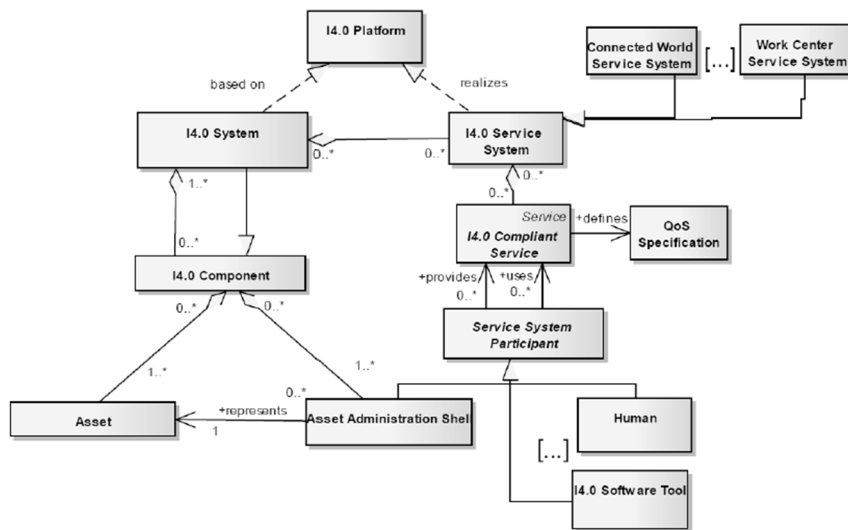 I4.0 Platform
Connected World
Service System
[...]
Work Center
Service System
based on
realizes
I4.0 System
0..*
0..*
I4.0 Service
System
1..*
0..*
0..*
0..*
Service
I4.0 Compliant
Service
+defines
QoS
Specification
0..*
I4.0 Component
+provides
0..*
+uses
0..*
0..*
0..*
Service System
Participant
1..*
1..*
0..*
Asset
+represents
1
Asset Administration Shell
Human
[...]
I4.0 Software Tool